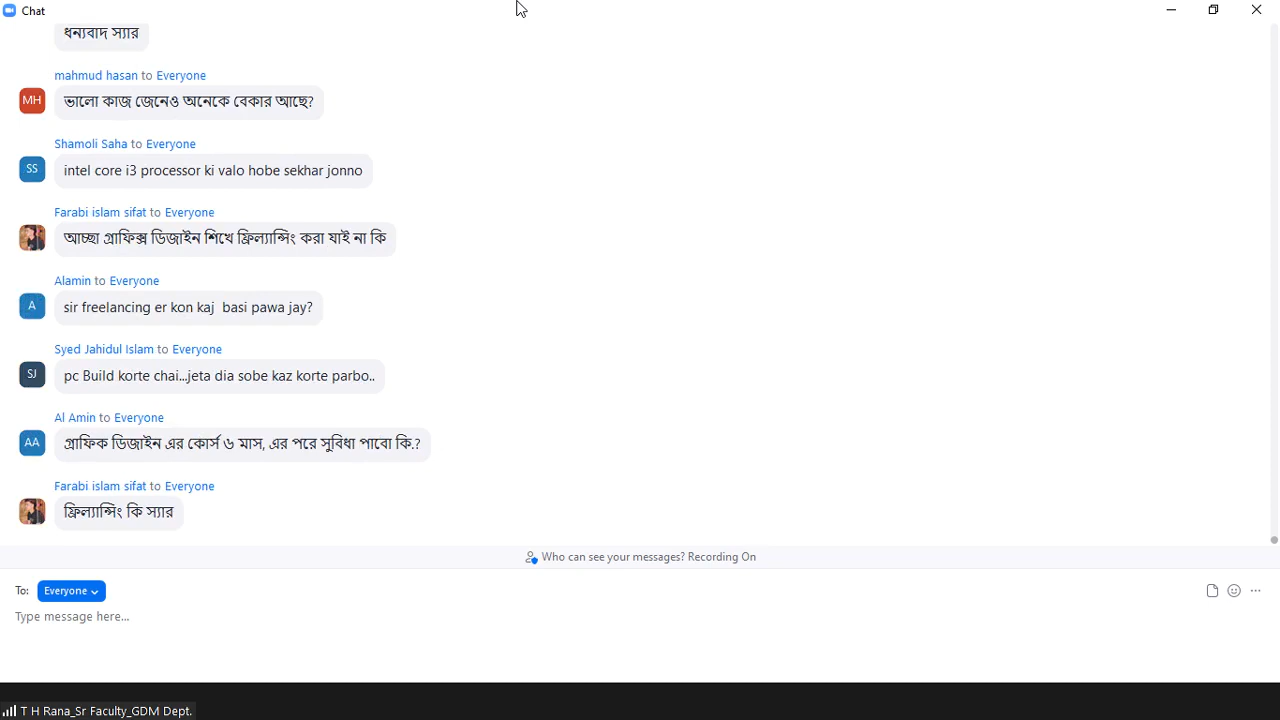 Chat
ধন্যবাদ স্যার
mahmud hasan to Everyone
MH
ভালো কাজ জেনেও অনেকে বেকার আছে?
Shamoli Saha to Everyone
SS
intel core i3 processor ki valo hobe sekhar jonno
Farabi islam sifat to Everyone
আচ্ছা গ্রাফিক্স ডিজাইন শিখে ফ্রিল্যান্সিং করা যাই না কি
Alamin to Everyone
A
sir freelancing er kon kaj  basi pawa jay?
Syed Jahidul Islam to Everyone
SJ
pc Build korte chai...jeta dia sobe kaz korte parbo..
Al Amin to Everyone
AA
গ্রাফিক ডিজাইন এর কোর্স ৬ মাস, এর পরে সুবিধা পাবো কি.?
Farabi islam sifat to Everyone
ফ্রিল্যান্সিং কি স্যার
Who can see your messages? Recording On
To: Everyone
Type message here...
T H Rana_Sr Faculty_GDM Dept.